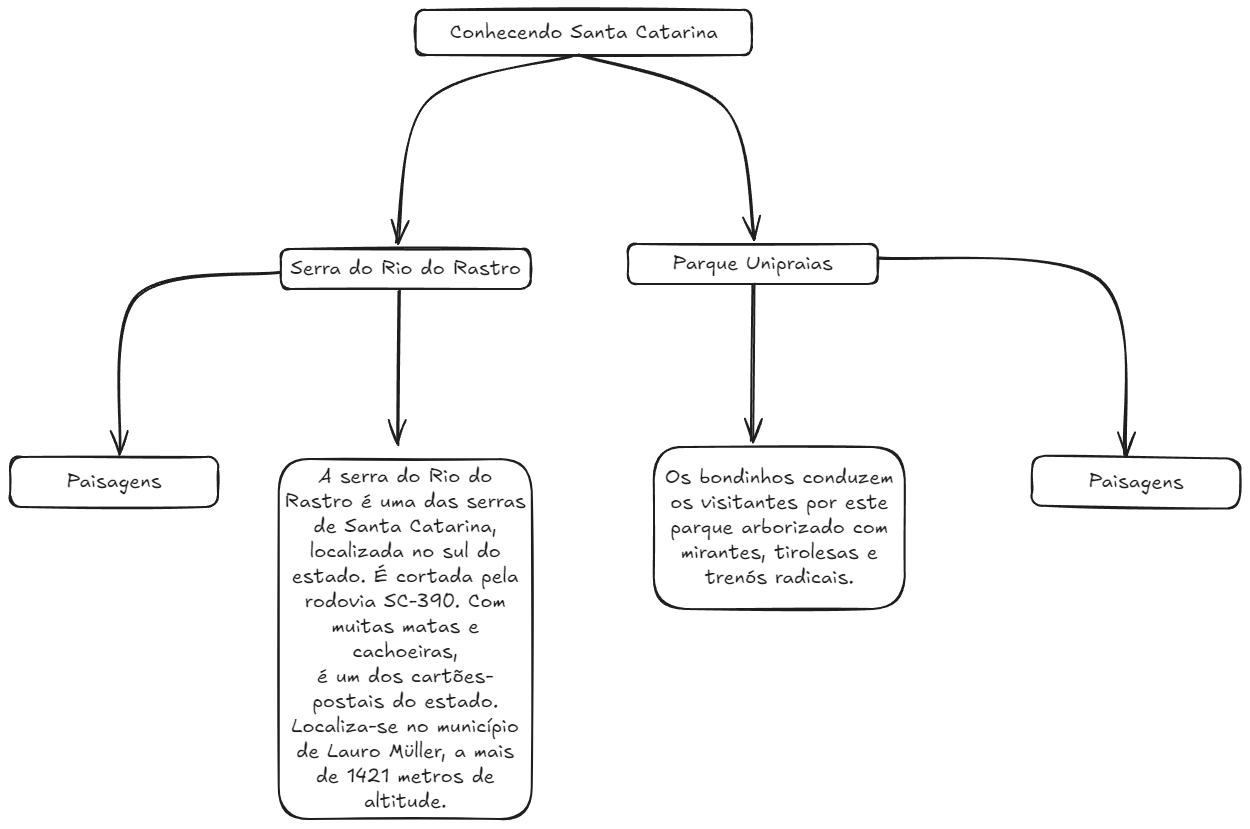 Conhecendo Santa Catarina
Serra do Rio do Rastro
Parque Unipraias
Paisagens
A serra do Rio do
Rastro é uma das serras
de Santa Catarina,
localizada no sul do
estado. É cortada pela
rodovia SC-390. Com
muitas matas e
cachoeiras,
é um dos cartões-
postais do estado.
Localiza-se no município
de Lauro Müller, a mais
de 1421 metros de
altitude.
Os bondinhos conduzem
os visitantes por este
parque arborizado com
mirantes, tirolesas e
trenós radicais.
Paisagens